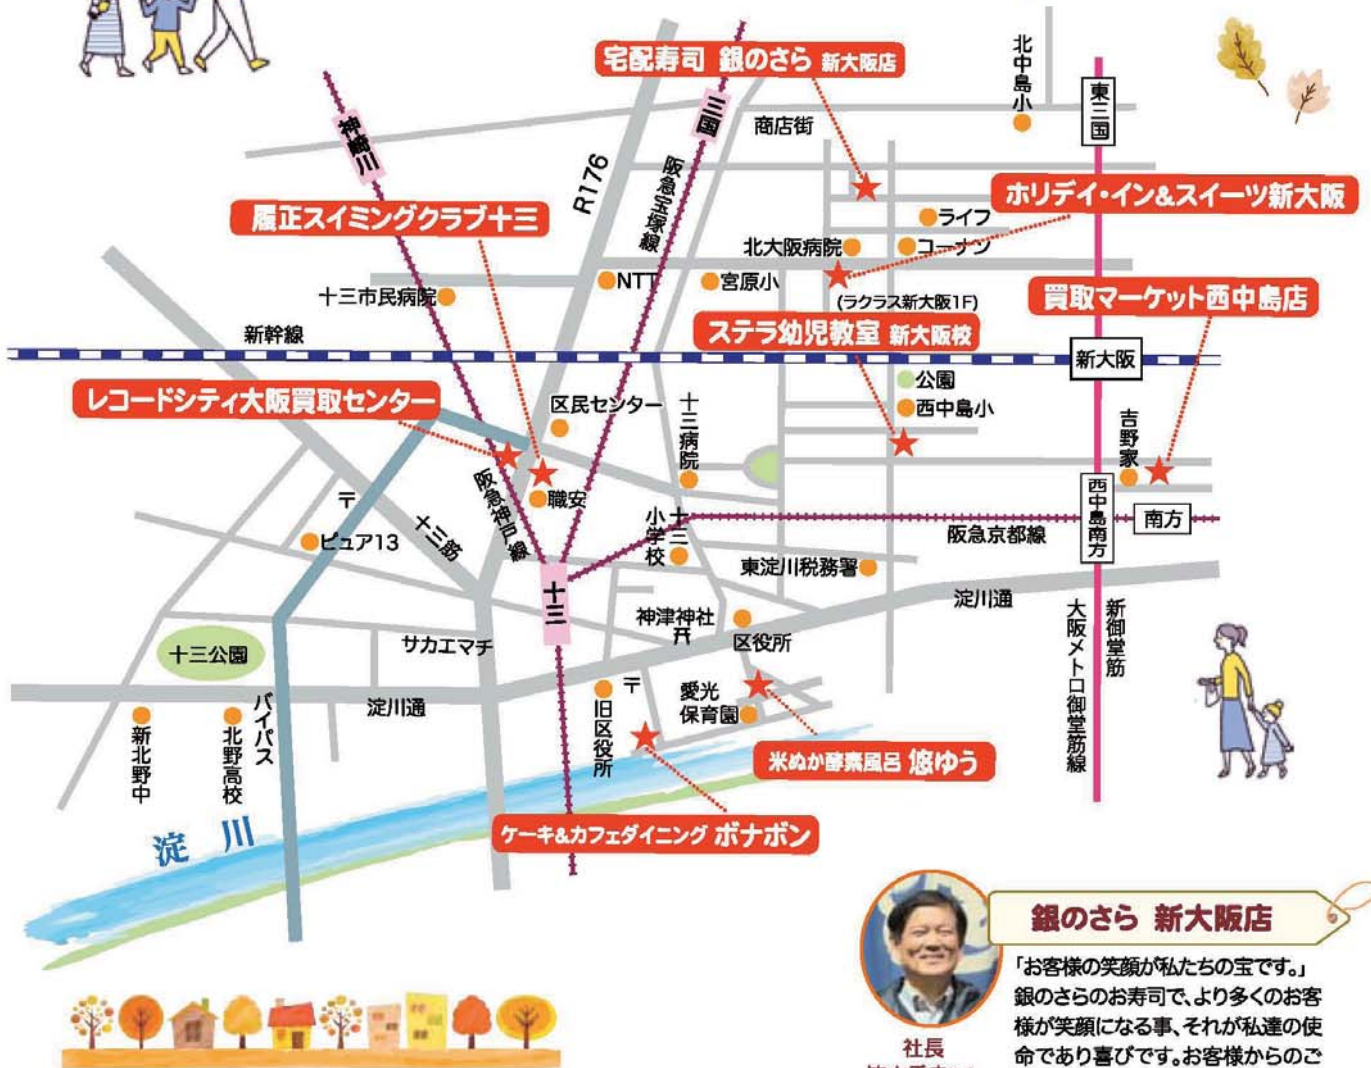 宅配寿司 銀のさら 新大阪店
北中島小
東三国
三国
商店街
神崎川
R176
阪急宝塚線
ホリデイ・イン&スイーツ新大阪
履正スイミングクラブ十三
ライフ
北大阪病院
コーナン
NTT
宮原小
十三市民病院
(ラクラス新大阪1F)
買取マーケット西中島店
ステラ幼児教室 新大阪校
新幹線
新大阪
公園
西中島小
レコードシティ大阪買取センター
区民センター
十三病院
吉野家
職安
〒
阪急神戸線
十三筋
ピュア13
十三小学校
西中島南方
南方
阪急京都線
東淀川税務署
十三
淀川通
神津神社
区役所
大阪メトロ御堂筋線
新御堂筋
サカエマチ
十三公園
〒
旧区役所
愛光
保育園
淀川通
バイパス
新北野中
北野高校
米ぬか酵素風呂 悠ゆう
ケーキ&カフェダイニング ボナボン
淀川
銀のさら 新大阪店
「お客様の笑顔が私たちの宝です。」
銀のさらのお寿司で、より多くのお客
様が笑顔になる事、それが私達の使
命であり喜びです。お客様からのご
社長